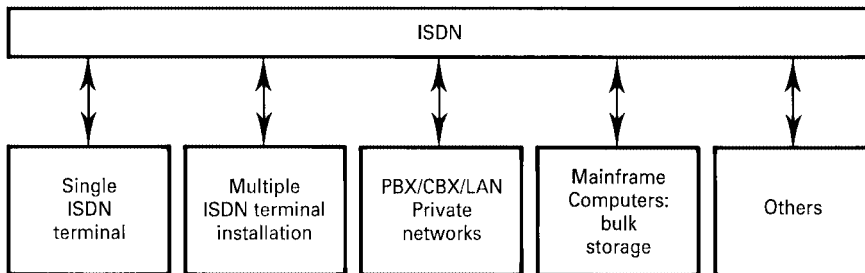 ISDN
Single
ISDN
terminal
Multiple
ISDN terminal
installation
PBX/CBX/LAN
Private
networks
Mainframe
Computers:
bulk
storage
Others